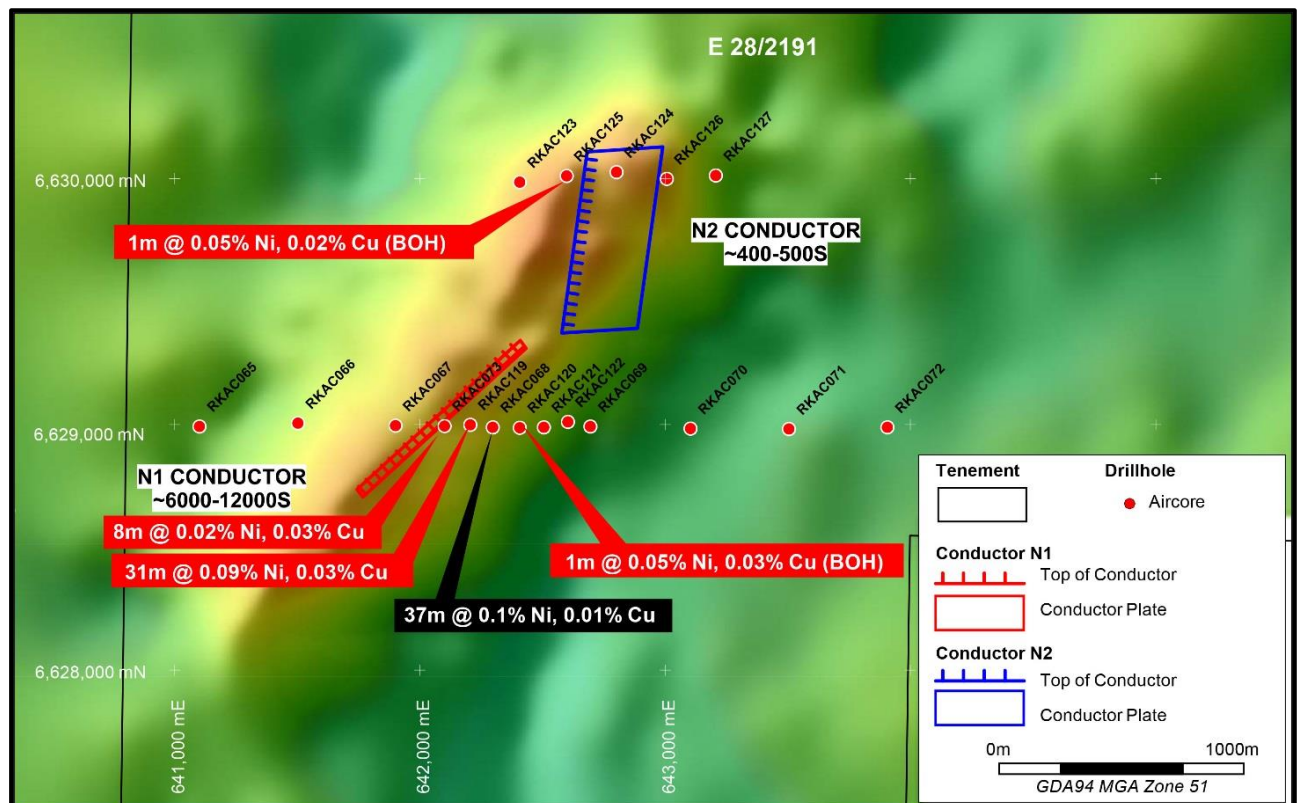 E 28/2191
RKAC123
RKAC125
RKAC124
RKAC126
RKAC127
6,630,000 mN
1m @ 0.05% Ni, 0.02% Cu (BOH)
N2 CONDUCTOR
~400-500S
RKAC065
RKAC066
RKAC067
RKAC073
RKAC119
RKAC068
RKAC120
RKAC121
RKAC122
RKAC069
RKAC070
RKAC071
RKAC072
6,629,000 mN
N1 CONDUCTOR
~6000-12000S
8m @ 0.02% Ni, 0.03% Cu
31m @ 0.09% Ni, 0.03% Cu
1m @ 0.05% Ni, 0.03% Cu (BOH)
37m @ 0.1% Ni, 0.01% Cu
6,628,000 mN
641,000 mE
642,000 mE
643,000 mE
Tenement
Drillhole
Aircore
Conductor N1
Top of Conductor
Conductor Plate
Conductor N2
Top of Conductor
Conductor Plate
0m
1000m
GDA94 MGA Zone 51